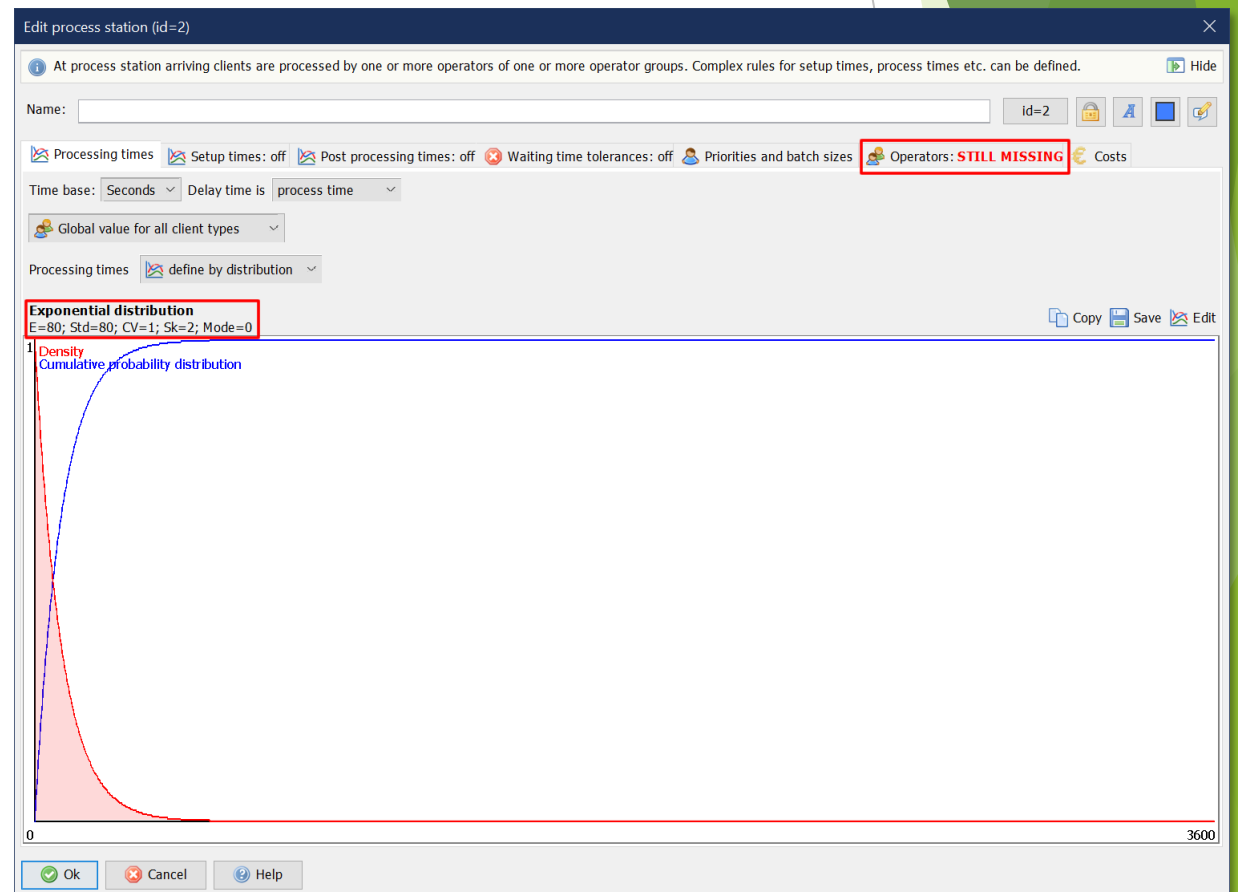 Edit process station (id=2)
At process station arriving clients are processed by one or more operators of one or more operator groups. Complex rules for setup times, process times etc. can be defined. Hide
Name: id=2
Processing times Setup times: off Post processing times: off Waiting time tolerances: off Priorities and batch sizes Operators: STILL MISSING Costs
Time base: Seconds Delay time is process time
Global value for all client types
Processing times define by distribution
Exponential distribution
E=80; Std=80; CV=1; Sk=2; Mode=0 Copy Save Edit
1 Density
Cumulative probability distribution
0 3600
Ok Cancel Help